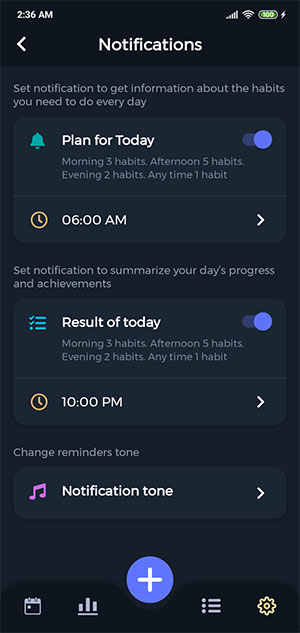 2:36 AM
100
Notifications
Set notification to get information about the habits
you need to do every day
Plan for Today
Morning 3 habits. Afternoon 5 habits.
Evening 2 habits. Any time 1 habit
06:00 AM
Set notification to summarize your day's progress
and achievements
Result of today
Morning 3 habits. Afternoon 5 habits.
Evening 2 habits. Any time 1 habit
10:00 PM
Change reminders tone
Notification tone